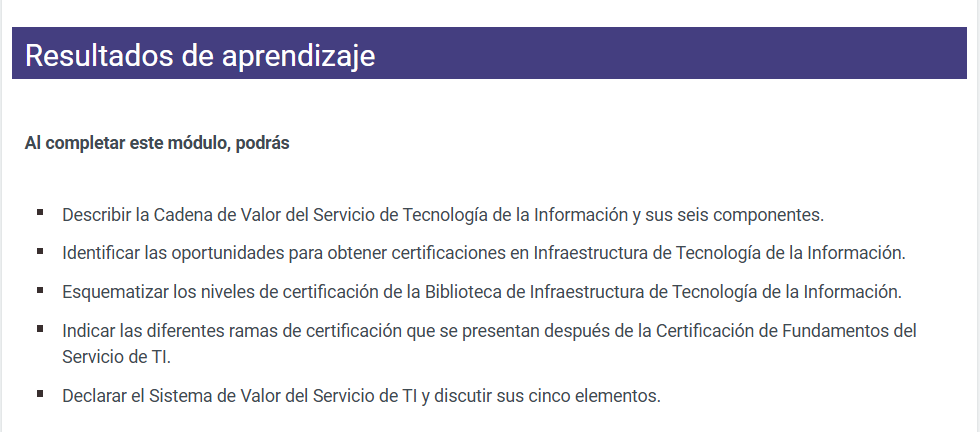 Resultados de aprendizaje
Al completar este módulo, podrás
Describir la Cadena de Valor del Servicio de Tecnología de la Información y sus seis componentes.
Identificar las oportunidades para obtener certificaciones en Infraestructura de Tecnología de la Información.
Esquematizar los niveles de certificación de la Biblioteca de Infraestructura de Tecnología de la Información.
Indicar las diferentes ramas de certificación que se presentan después de la Certificación de Fundamentos del
Servicio de TI.
Declarar el Sistema de Valor del Servicio de TI y discutir sus cinco elementos.